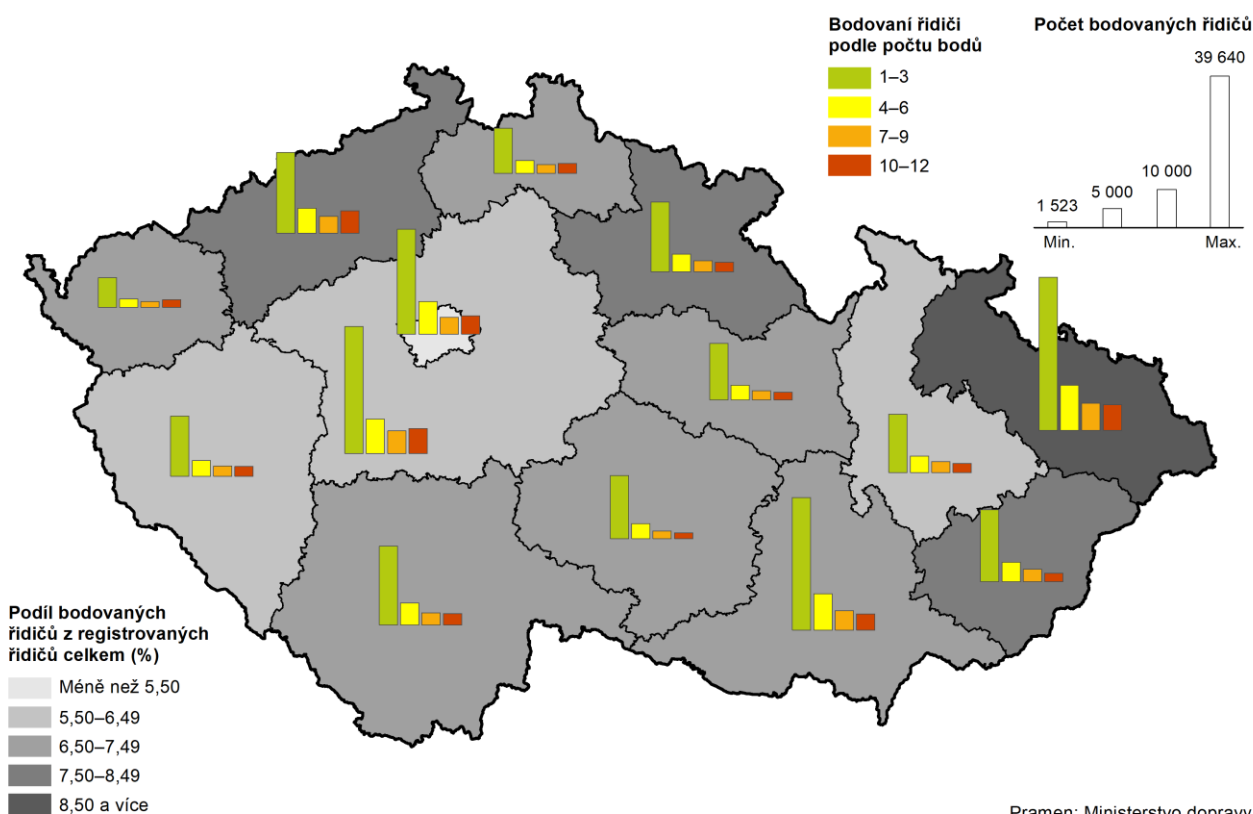 Bodovaní řidiči
podle počtu bodů
1–3
4–6
7–9
10–12
Počet bodovaných řidičů
39 640
10 000
5 000
1 523
Min.
Max.
Podíl bodovaných
řidičů z registrovaných
řidičů celkem (%)
Méně než 5,50
5,50–6,49
6,50–7,49
7,50–8,49
8,50 a více
Pramen: Ministerstvo dopravy